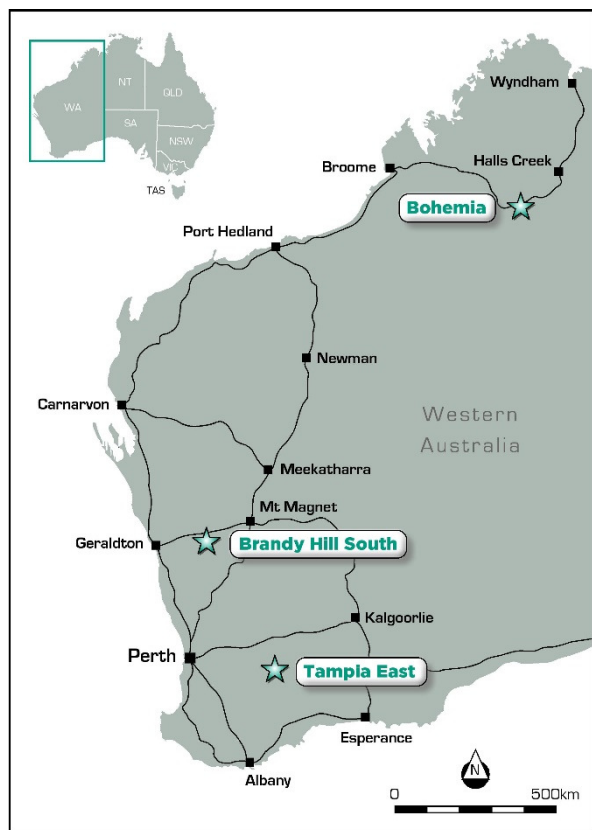 NT
WA
QLD
SA
NSW
VIC
TAS
Wyndham
Broome
Halls Creek
Bohemia
Port Hedland
Newman
Carnarvon
Western
Australia
Meekatharra
Mt Magnet
Geraldton
Brandy Hill South
Kalgoorlie
Perth
Tampia East
Esperance
Albany
N
0
500km